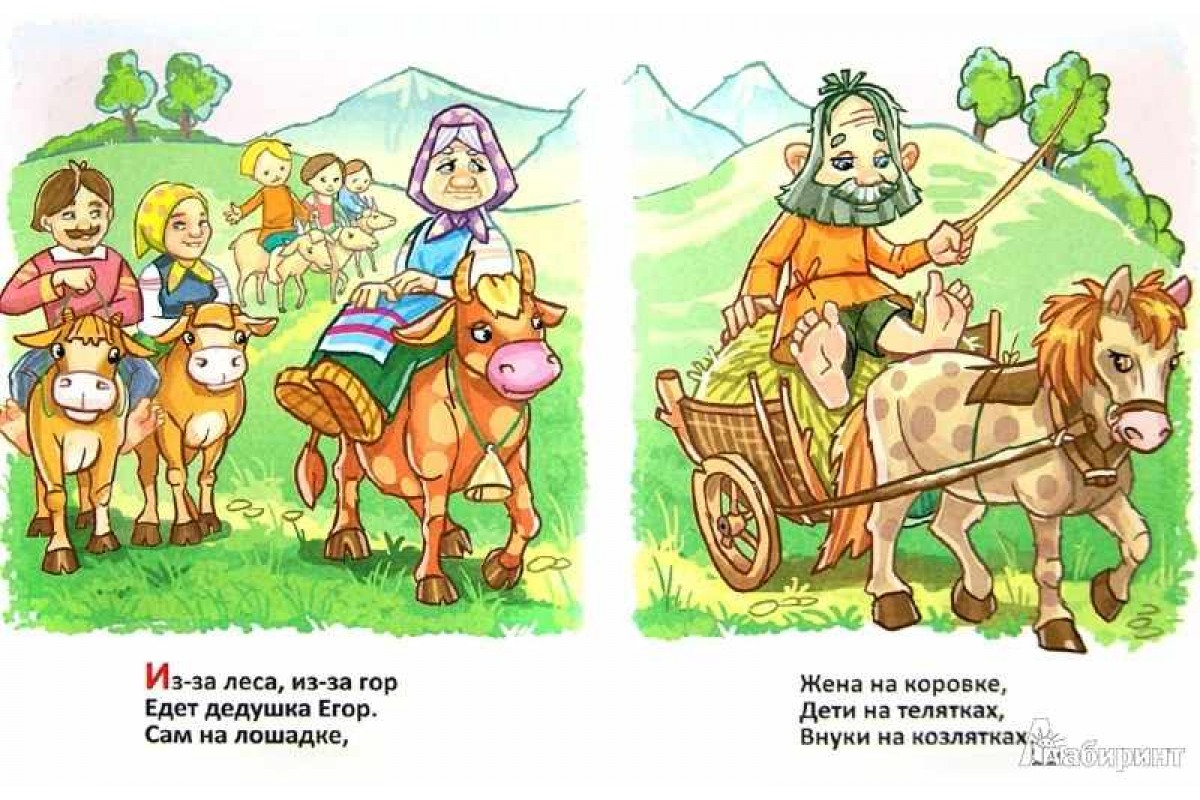 Из-за леса, из-за гор
Едет дедушка Егор.
Сам на лошадке,
Жена на коровке,
Дети на телятках,
Внуки на козлятках
Лабиринт